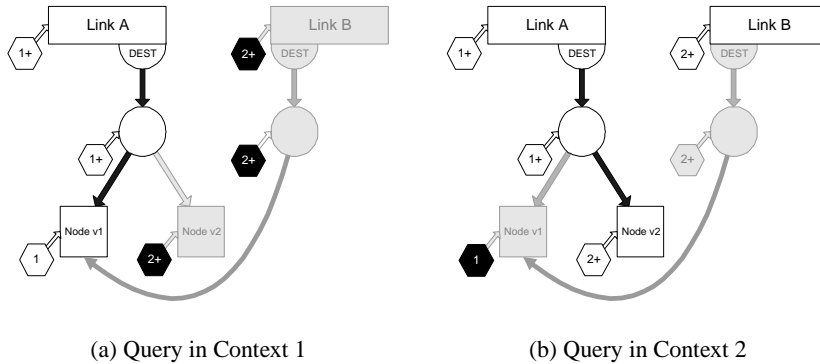 Link A
Link B
1+
DEST
2+
DEST
1+
2+
Node v1
Node v2
1
2+
(a) Query in Context 1
Link A
Link B
1+
DEST
2+
DEST
1+
2+
Node v1
Node v2
1
2+
(b) Query in Context 2